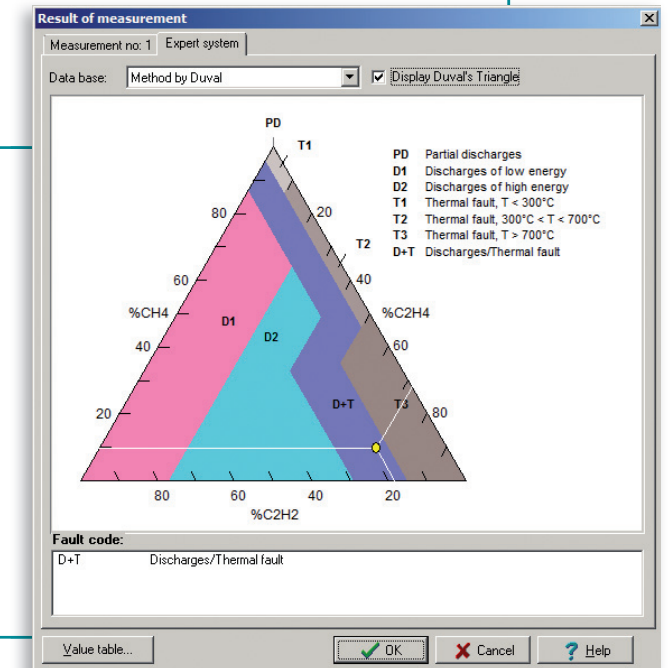 Result of measurement
Measurement no: 1 Expert system
Data base: Method by Duval Display Duval's Triangle
PD
T1
PD Partial discharges
D1 Discharges of low energy
D2 Discharges of high energy
T1 Thermal fault, T < 300°C
T2 Thermal fault, 300°C < T < 700°C
T3 Thermal fault, T > 700°C
D+T Discharges/Thermal fault
80 20
T2
60 40
%CH4 %C2H4
D1 D2
40 60
D+T T3
20 80
80 60 40 20
%C2H2
Fault code:
D+T Discharges/Thermal fault
Value table... OK Cancel Help